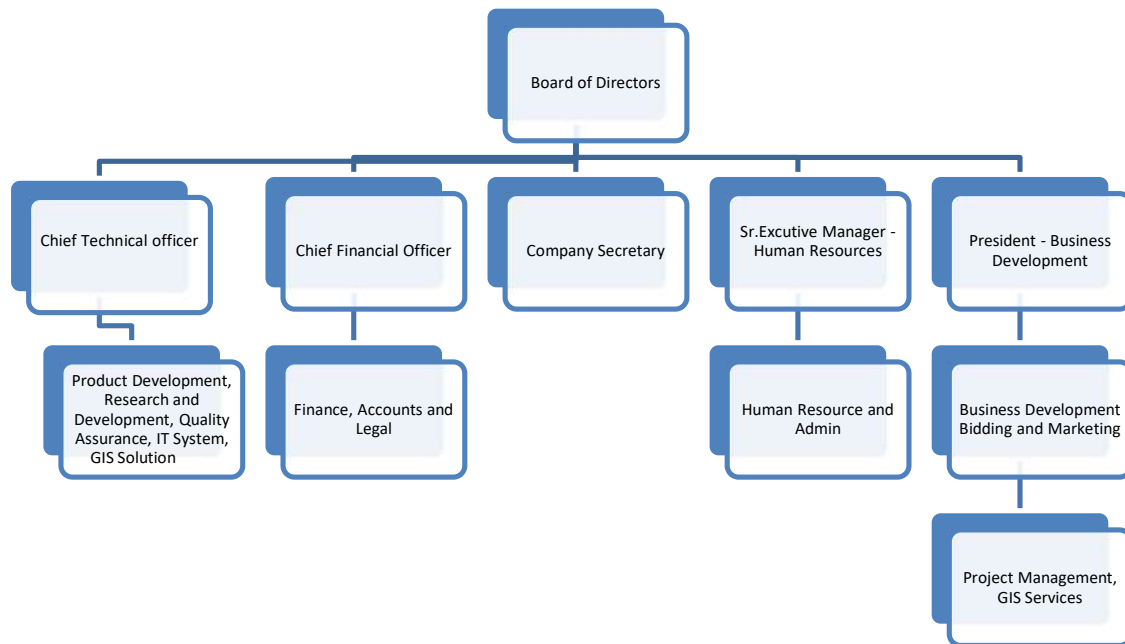 Board of Directors
Chief Technical officer
Chief Financial Officer
Company Secretary
Sr.Excutive Manager -
Human Resources
President - Business
Development
Product Development,
Research and
Development, Quality
Assurance, IT System,
GIS Solution
Finance, Accounts and
Legal
Human Resource and
Admin
Business Development
Bidding and Marketing
Project Management,
GIS Services